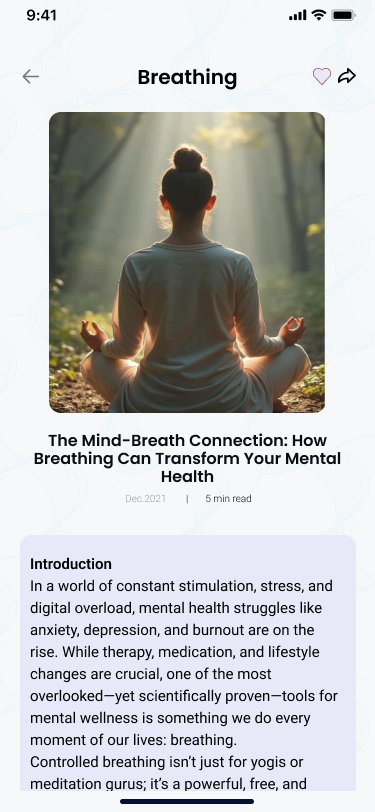 9:41
Breathing
The Mind-Breath Connection: How
Breathing Can Transform Your Mental
Health
Dec.2021 | 5 min read
Introduction
In a world of constant stimulation, stress, and
digital overload, mental health struggles like
anxiety, depression, and burnout are on the
rise. While therapy, medication, and lifestyle
changes are crucial, one of the most
overlooked—yet scientifically proven—tools for
mental wellness is something we do every
moment of our lives: breathing.
Controlled breathing isn’t just for yogis or
meditation gurus; it’s a powerful, free, and